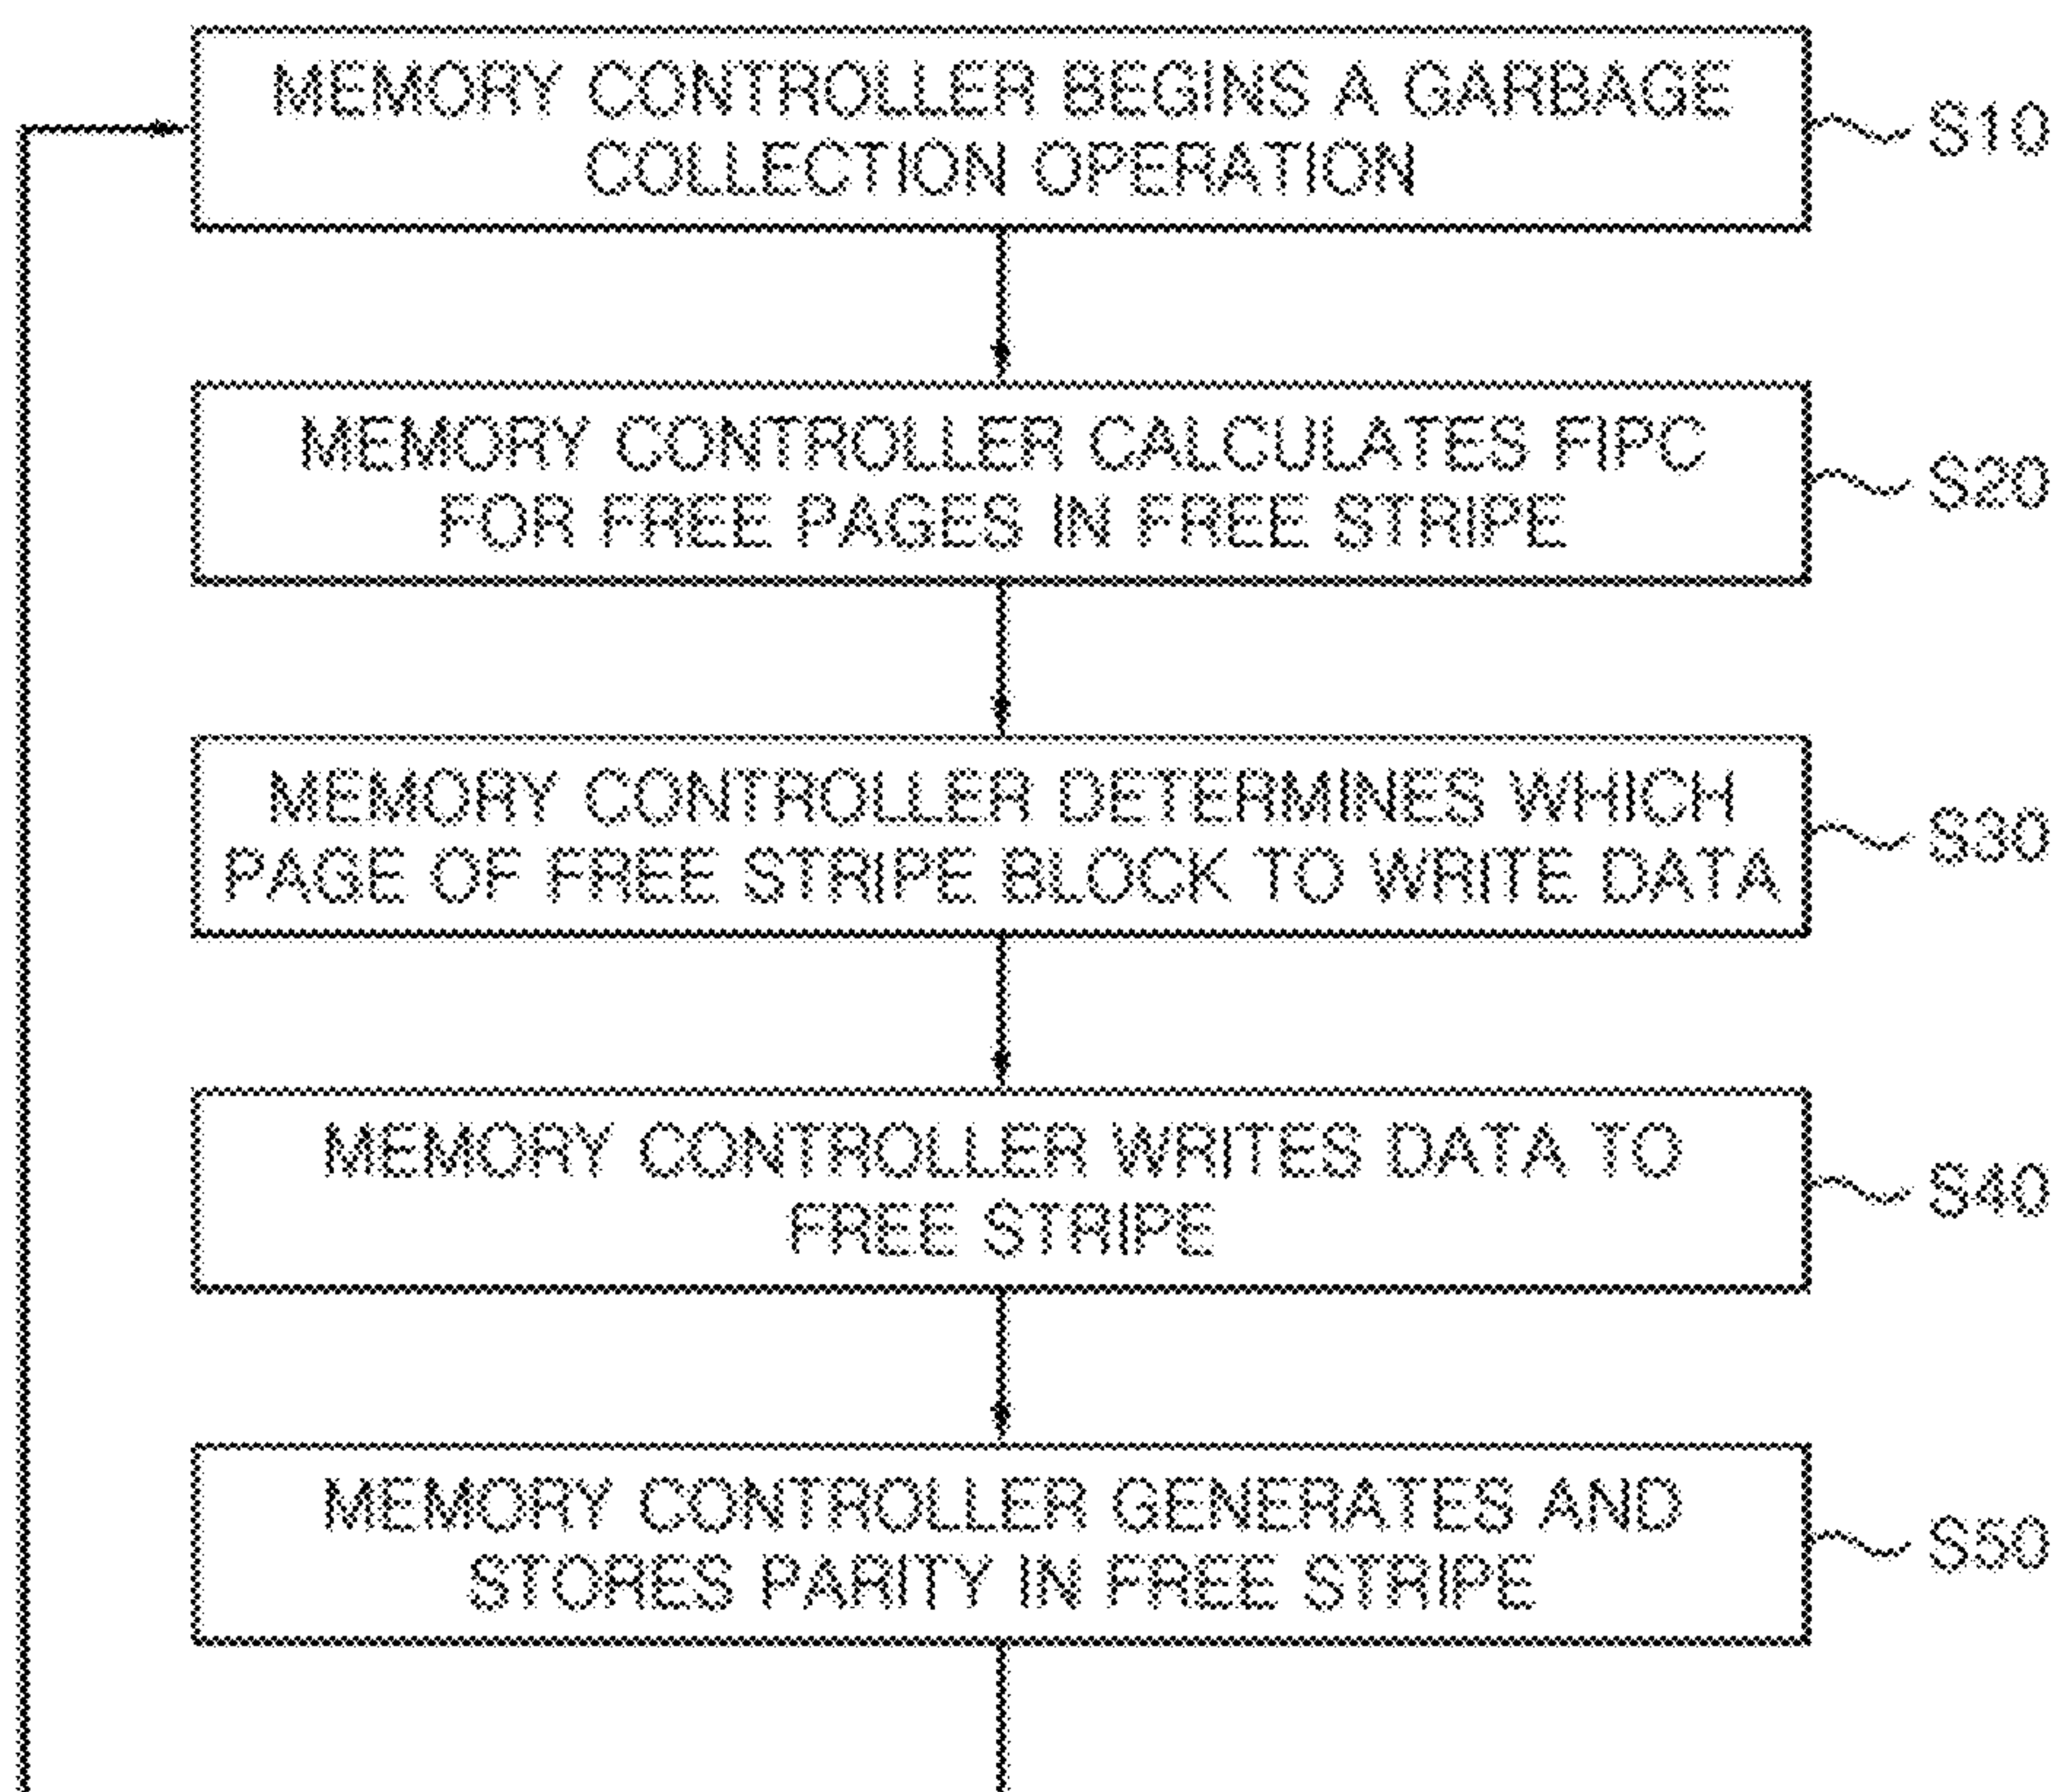 MEMORY CONTROLLER BEGINS A GARBAGE
COLLECTION OPERATION
S10
MEMORY CONTROLLER CALCULATES FIPC
FOR FREE PAGES IN FREE STRIPE
S20
MEMORY CONTROLLER DETERMINES WHICH
PAGE OF FREE STRIPE BLOCK TO WRITE DATA
S30
MEMORY CONTROLLER WRITES DATA TO
FREE STRIPE
S40
MEMORY CONTROLLER GENERATES AND
STORES PARITY IN FREE STRIPE
S50